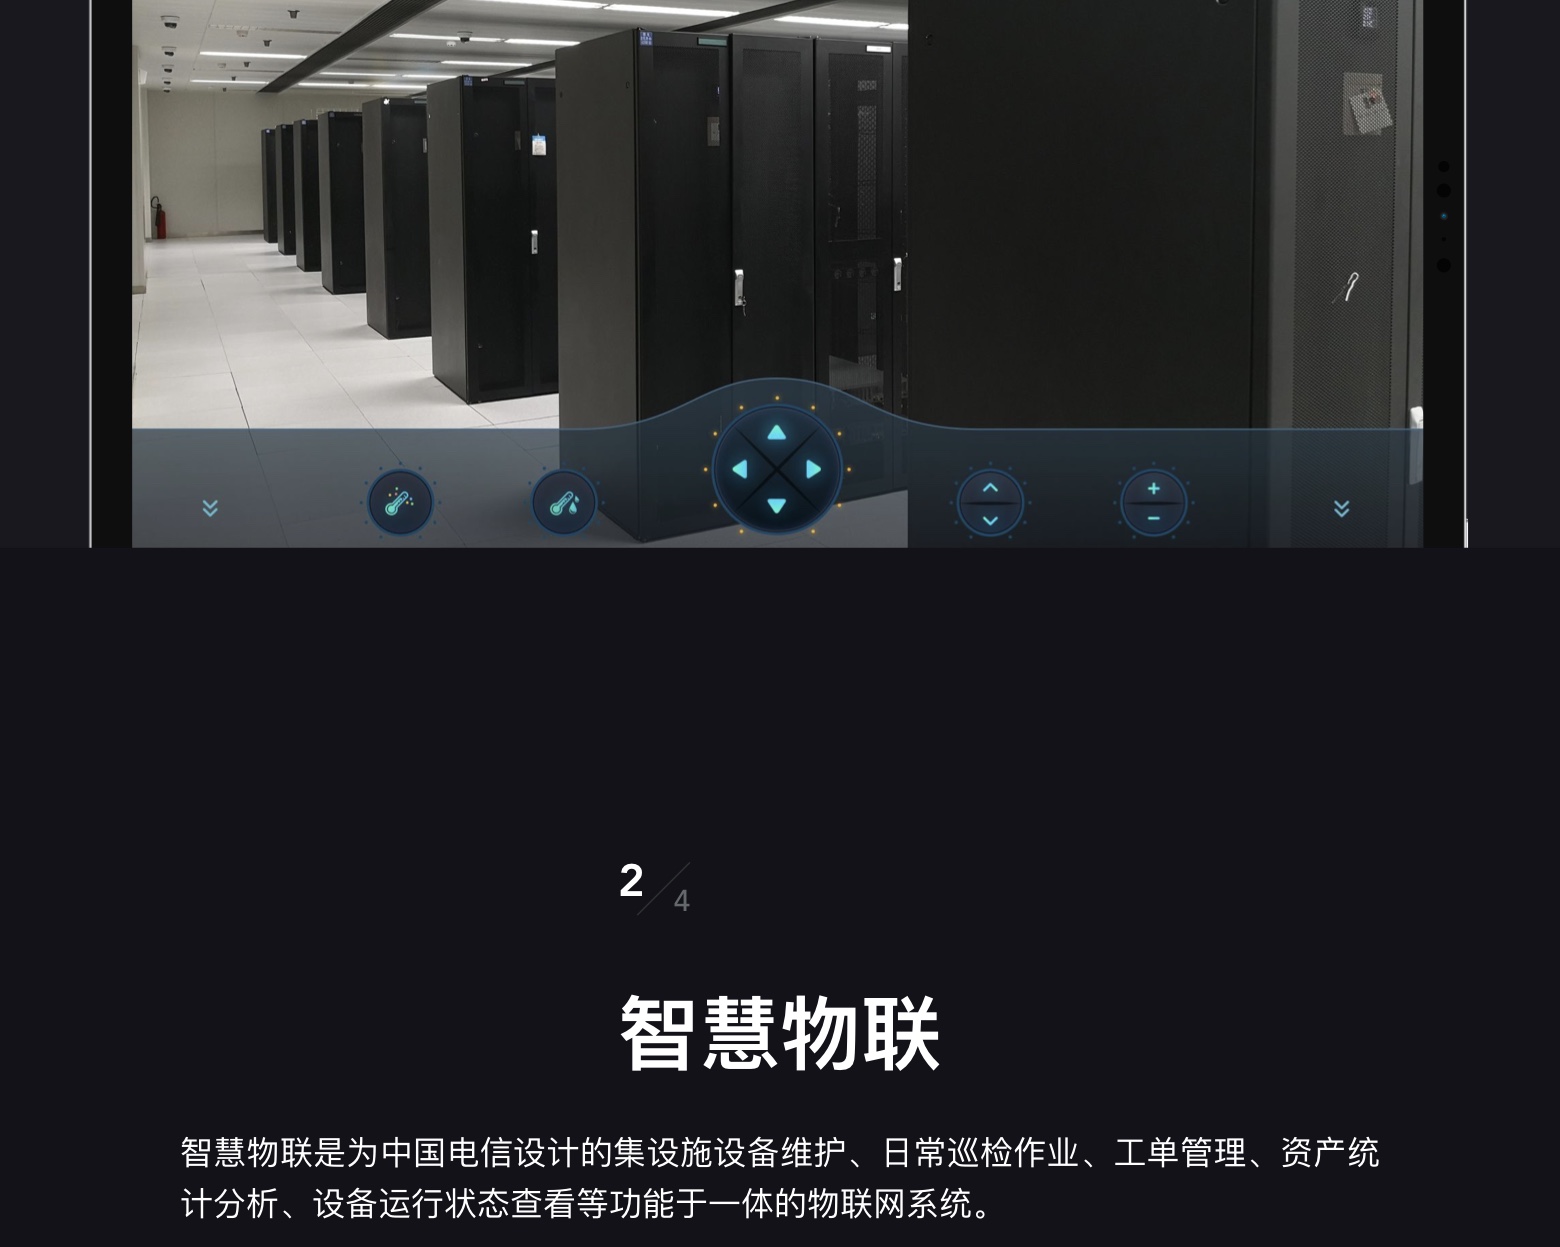 2
4
智慧物联
智慧物联是为中国电信设计的集设施设备维护、日常巡检作业、工单管理、资产统
计分析、设备运行状态查看等功能于一体的物联网系统。